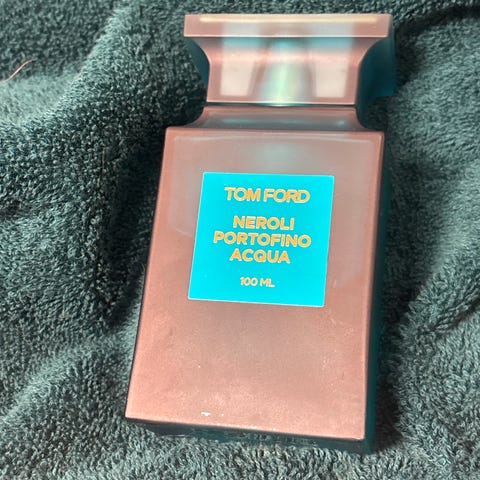 TOM FORD
NEROLI
PORTOFINO
ACQUA
100 ML